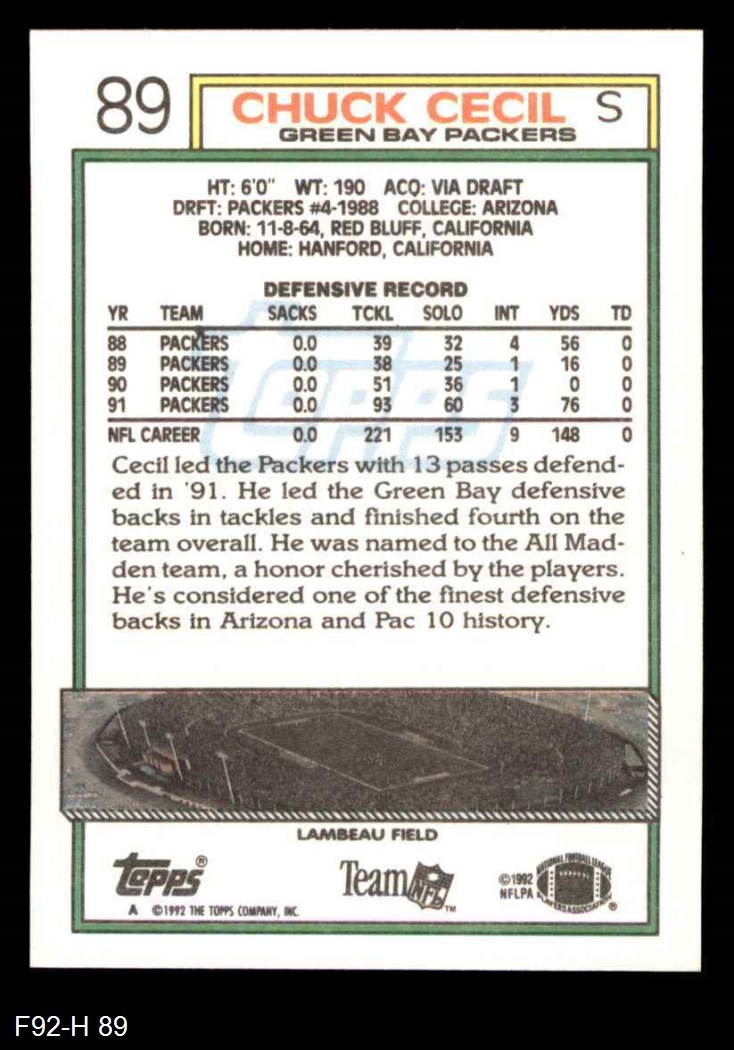 89 CHUCK CECIL S
GREEN BAY PACKERS
HT: 6'0" WT: 190 ACQ: VIA DRAFT
DRFT: PACKERS #4-1988 COLLEGE: ARIZONA
BORN: 11-8-64, RED BLUFF, CALIFORNIA
HOME: HANFORD, CALIFORNIA
DEFENSIVE RECORD
YR TEAM SACKS TCKL SOLO INT YDS TD
88 PACKERS 0.0 39 32 4 56 0
89 PACKERS 0.0 38 25 1 16 0
90 PACKERS 0.0 51 36 1 0 0
91 PACKERS 0.0 93 60 3 76 0
NFL CAREER 0.0 221 153 9 148 0
TOPPS
Cecil led the Packers with 13 passes defend-
ed in '91. He led the Green Bay defensive
backs in tackles and finished fourth on the
team overall. He was named to the All Mad-
den team, a honor cherished by the players.
He's considered one of the finest defensive
backs in Arizona and Pac 10 history.
LAMBEAU FIELD
Topps®
A ©1992 THE TOPPS COMPANY, INC.
Team NFL™
©1992
NFLPA
NATIONAL FOOTBALL LEAGUE
PLAYERS ASSOCIATION
®
F92-H 89